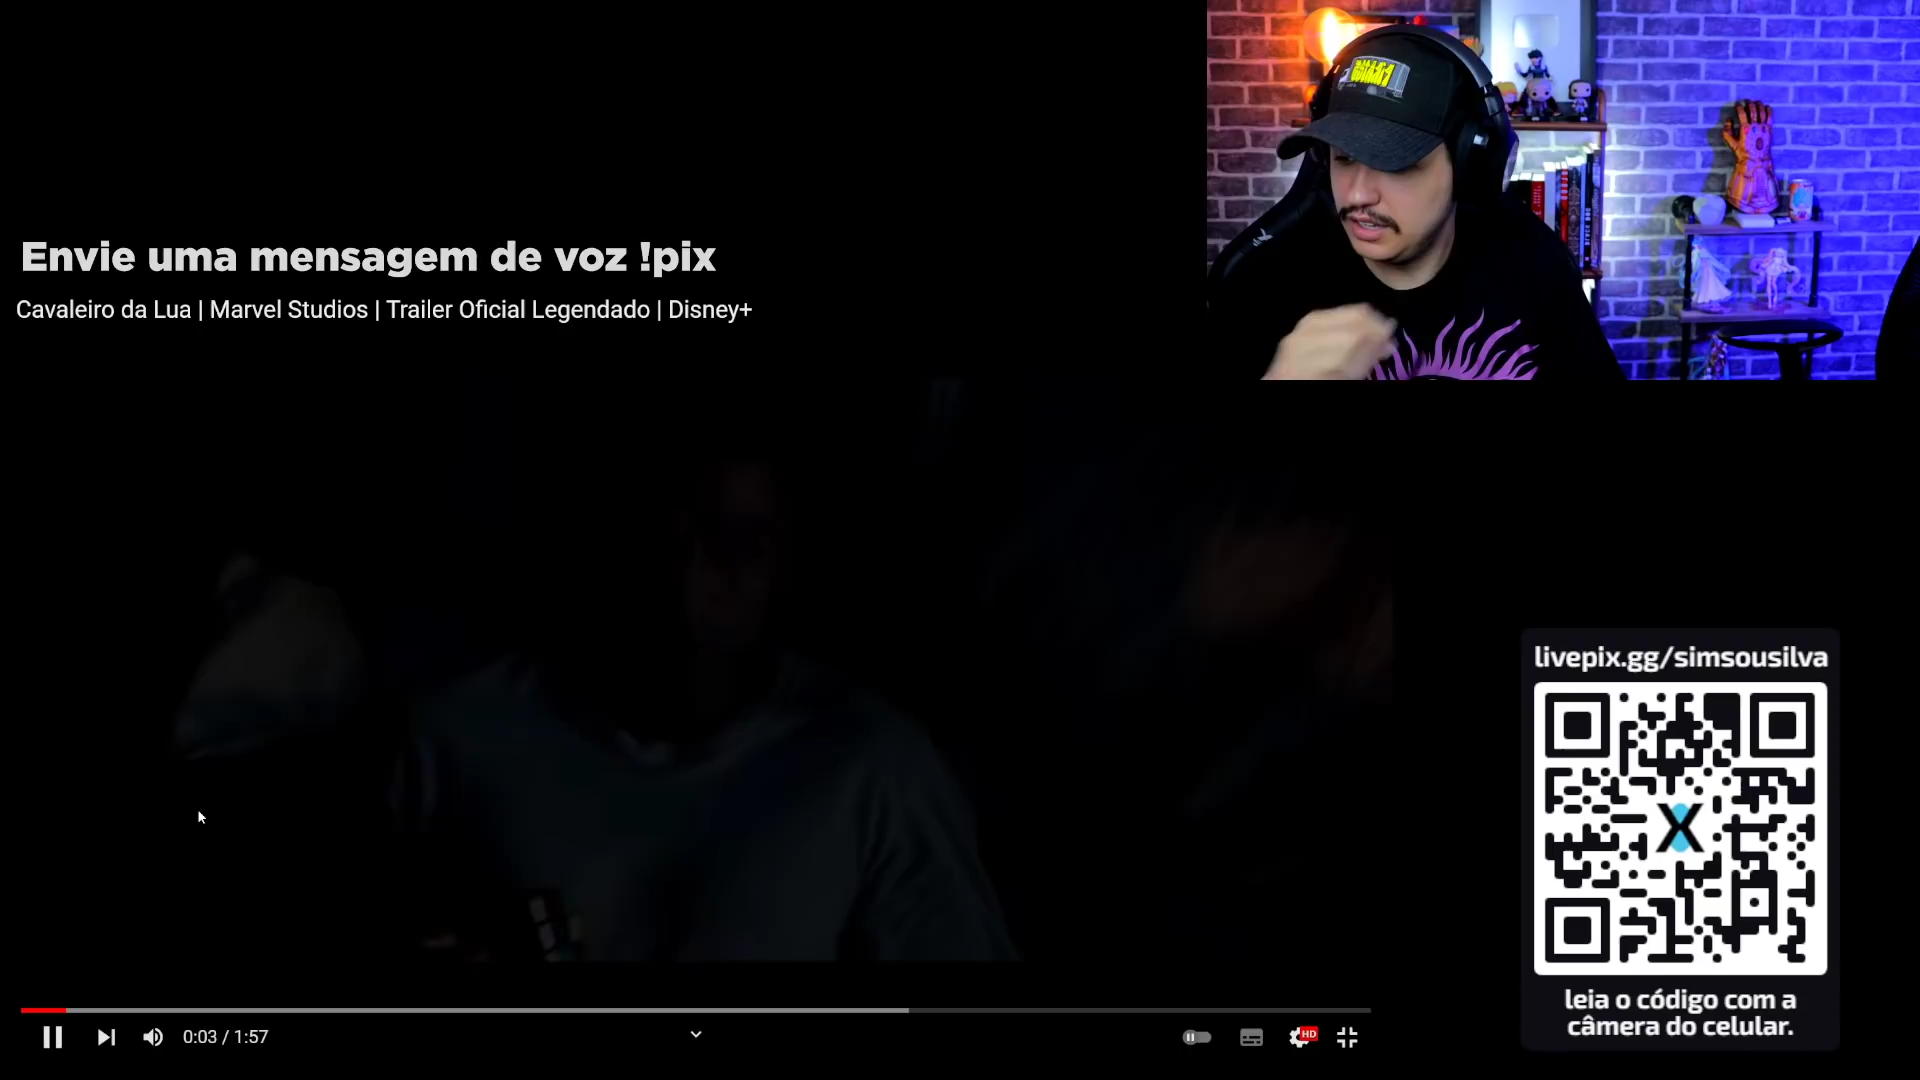 Envie uma mensagem de voz !pix
Cavaleiro da Lua | Marvel Studios | Trailer Oficial Legendado | Disney+
livepix.gg/simsousilva
leia o código com a
câmera do celular.
0:03 / 1:57
HD